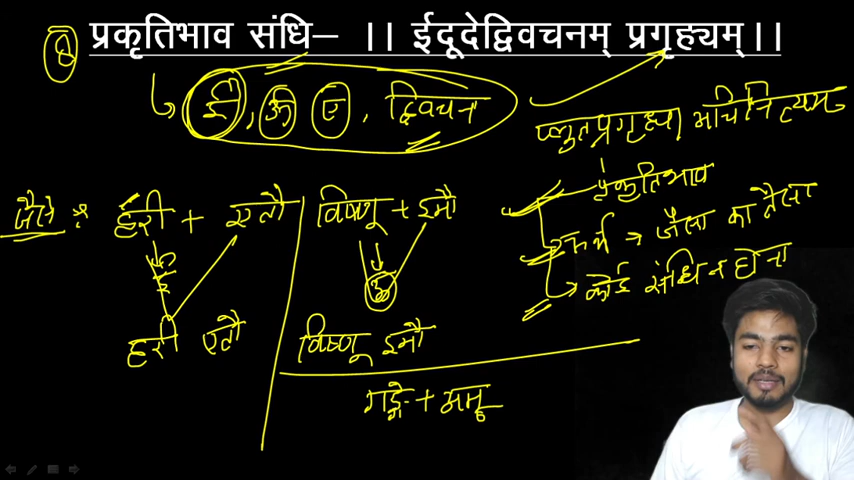 ६ प्रकृतिभाव संधि– ।। ईदूदेद्विवचनम् प्रगृह्यम्।।
ई, ऊ, ए, द्विवचन
प्लुतप्रगृह्या अचि नित्यम्
प्रकृतिभाव
जैसे : हरी + एतौ
विष्णू + इमौ
अर्थ → जैसा का तैसा
→ कोई संधि न होना
ई
ऊ
हरी एतौ
विष्णू इमौ
गङ्गे + अमू